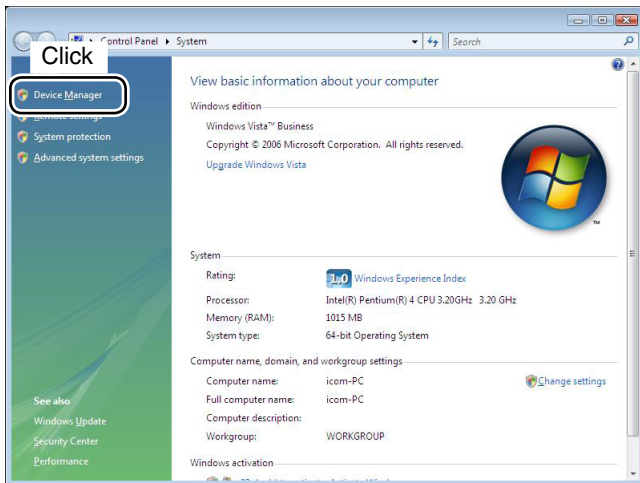 Control Panel ▸ System
Search
Click
Device Manager
Remote settings
System protection
Advanced system settings
See also
Windows Update
Security Center
Performance
View basic information about your computer
Windows edition
Windows Vista™ Business
Copyright © 2006 Microsoft Corporation. All rights reserved.
Upgrade Windows Vista
TM
System
Rating:
1.0 Windows Experience Index
Processor: Intel(R) Pentium(R) 4 CPU 3.20GHz 3.20 GHz
Memory (RAM): 1015 MB
System type: 64-bit Operating System
Computer name, domain, and workgroup settings
Computer name: icom-PC
Change settings
Full computer name: icom-PC
Computer description:
Workgroup: WORKGROUP
Windows activation